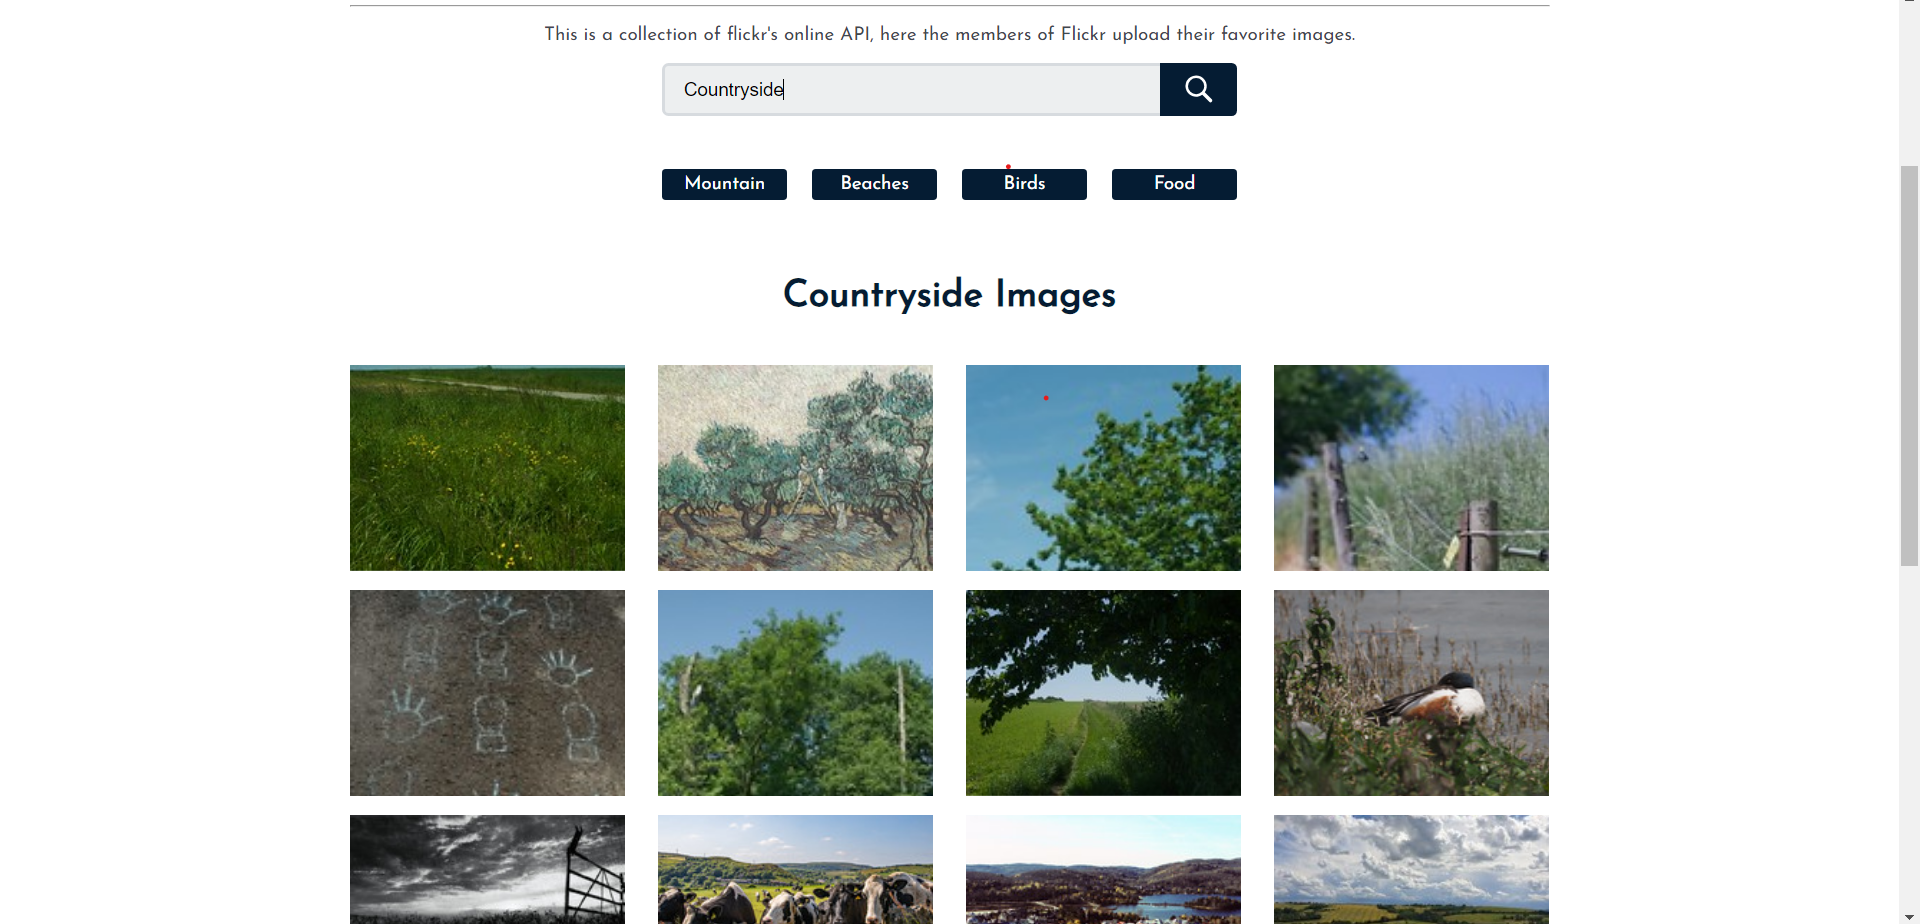 This is a collection of flickr's online API, here the members of Flickr upload their favorite images.
Countryside
Mountain Beaches Birds Food
Countryside Images